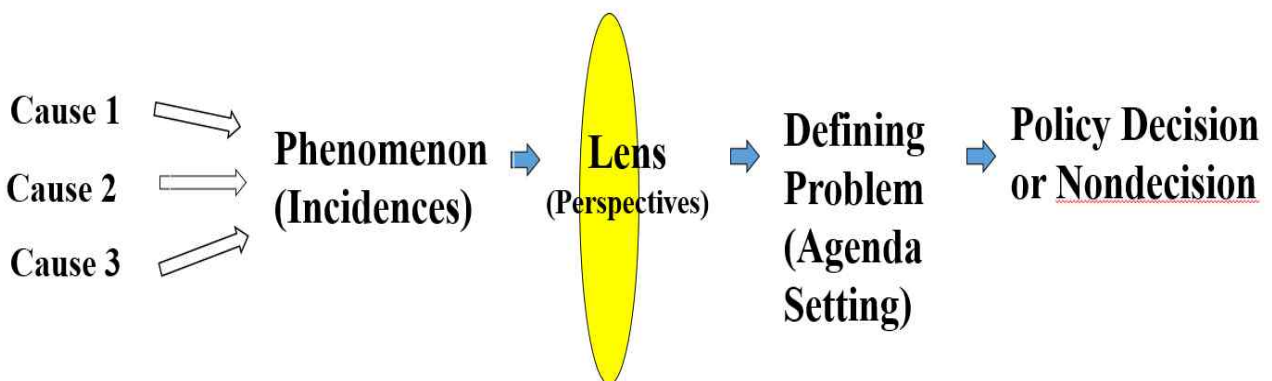 Cause 1
Cause 2
Cause 3
Phenomenon
(Incidences)
Lens
(Perspectives)
Defining
Problem
(Agenda
Setting)
Policy Decision
or Nondecision